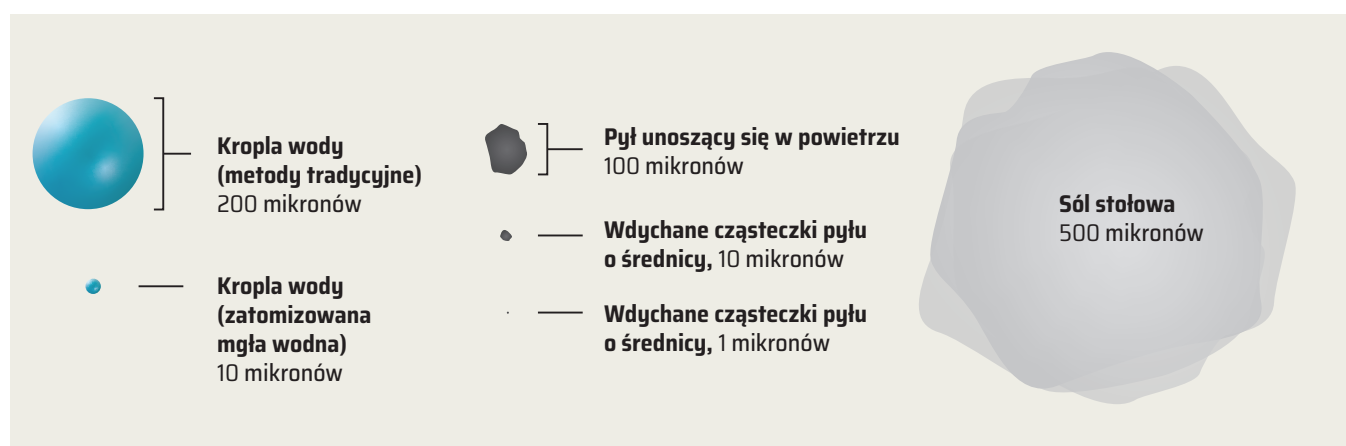 Kropla wody
(metody tradycyjne)
200 mikronów
Kropla wody
(zatomizowana
mgła wodna)
10 mikronów
Pył unoszący się w powietrzu
100 mikronów
Wdychane cząsteczki pyłu
o średnicy, 10 mikronów
Wdychane cząsteczki pyłu
o średnicy, 1 mikronów
Sól stołowa
500 mikronów